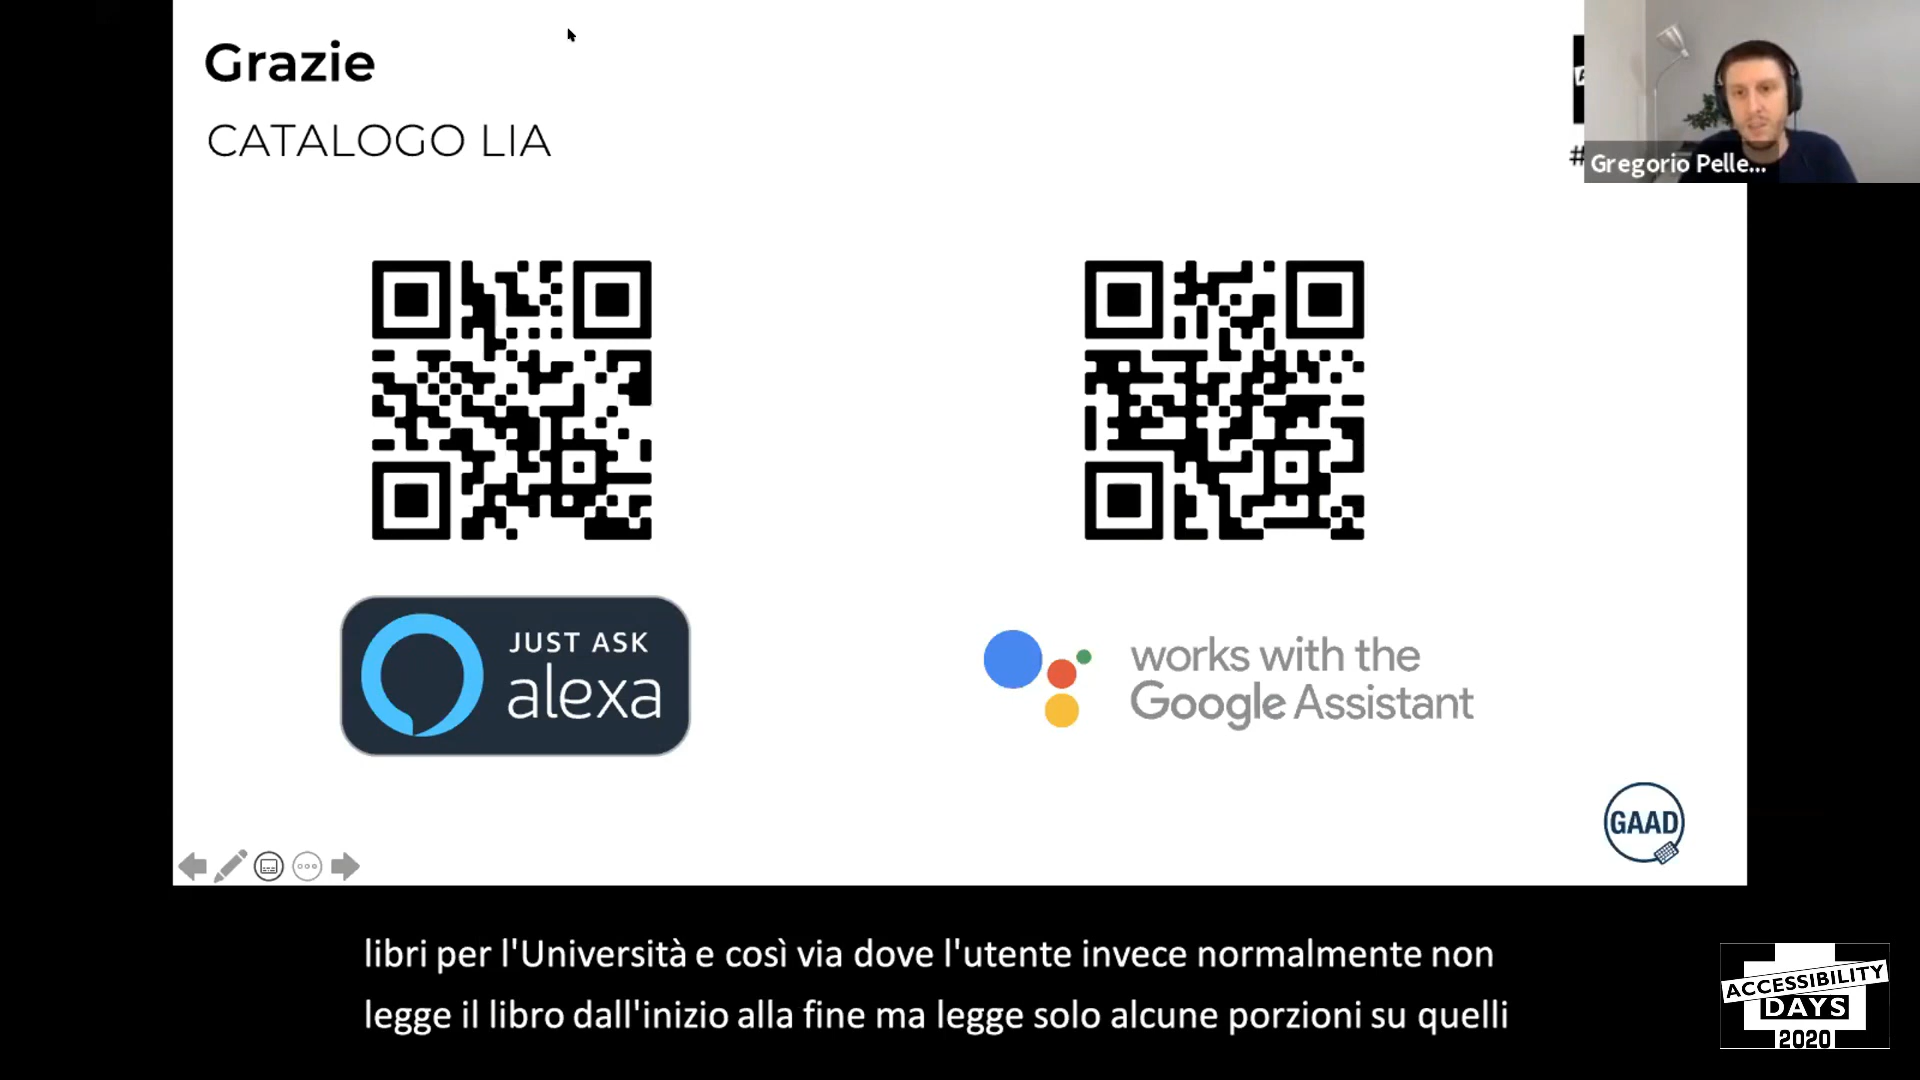 Grazie
CATALOGO LIA
#
Gregorio Pelle...
JUST ASK
alexa
works with the
Google Assistant
GAAD
libri per l'Università e così via dove l'utente invece normalmente non
legge il libro dall'inizio alla fine ma legge solo alcune porzioni su quelli
ACCESSIBILITY
DAYS
2020